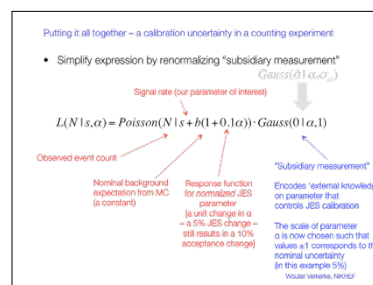 Putting it all together – a calibration uncertainty in a counting experiment
• Simplify expression by renormalizing "subsidiary measurement"
Signal rate (our parameter of interest)
L(N | s,α) = Poisson(N | s + b(1 + 0.1α)) · Gauss(0 | α,1)
Observed event count
Nominal background
expectation from MC
(a constant)
Response function
for normalized JES
parameter
[a unit change in α
– a 5% JES change –
still results in a 10%
acceptance change]
"Subsidiary measurement"
Encodes 'external knowledge'
on parameter that
controls JES calibration
The scale of parameter
α is now chosen such that
values ±1 corresponds to the
nominal uncertainty
(in this example 5%)
Wouter Verkerke, NIKHEF